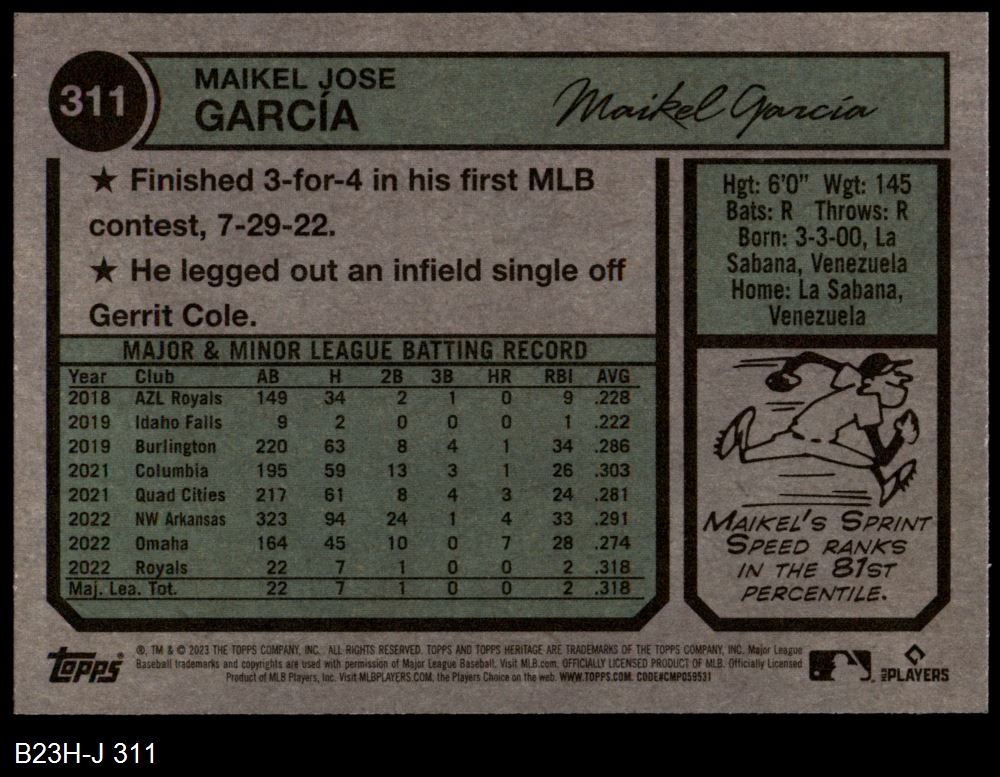 311
MAIKEL JOSE
GARCÍA
Maikel García
★ Finished 3-for-4 in his first MLB
contest, 7-29-22.
★ He legged out an infield single off
Gerrit Cole.
Hgt: 6'0" Wgt: 145
Bats: R Throws: R
Born: 3-3-00, La
Sabana, Venezuela
Home: La Sabana,
Venezuela
MAJOR & MINOR LEAGUE BATTING RECORD
Year Club AB H 2B 3B HR RBI AVG
2018 AZL Royals 149 34 2 1 0 9 .228
2019 Idaho Falls 9 2 0 0 0 1 .222
2019 Burlington 220 63 8 4 1 34 .286
2021 Columbia 195 59 13 3 1 26 .303
2021 Quad Cities 217 61 8 4 3 24 .281
2022 NW Arkansas 323 94 24 1 4 33 .291
2022 Omaha 164 45 10 0 7 28 .274
2022 Royals 22 7 1 0 0 2 .318
Maj. Lea. Tot. 22 7 1 0 0 2 .318
MAIKEL'S SPRINT
SPEED RANKS
IN THE 81ST
PERCENTILE.
Topps
®, TM & © 2023 THE TOPPS COMPANY, INC. ALL RIGHTS RESERVED. TOPPS AND TOPPS HERITAGE ARE TRADEMARKS OF THE TOPPS COMPANY, INC. Major League
Baseball trademarks and copyrights are used with permission of Major League Baseball. Visit MLB.com. OFFICIALLY LICENSED PRODUCT OF MLB. Officially Licensed
Product of MLB Players, Inc. Visit MLBPLAYERS.COM, the Players Choice on the web. WWW.TOPPS.COM. CODE#CMP059531
MLB PLAYERS
B23H-J 311